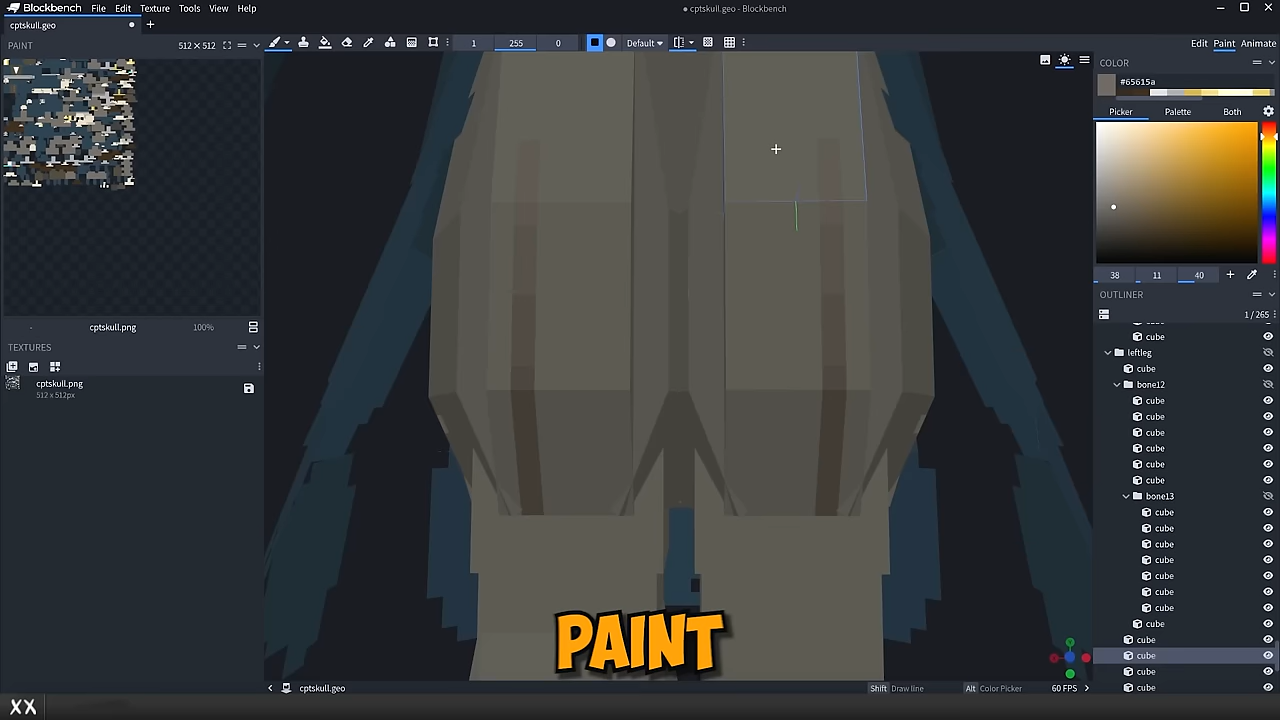 Blockbench File Edit Texture Tools View Help
cptskull.geo - Blockbench
cptskull.geo
PAINT 512 × 512
1 255 0 Default
Edit Paint Animate
COLOR
#65615a
Picker Palette Both
38 11 40
cptskull.png 100%
TEXTURES
cptskull.png
512 x 512px
OUTLINER
1 / 265
cube
leftleg
cube
bone12
cube
cube
cube
cube
cube
cube
bone13
cube
cube
cube
cube
cube
cube
cube
cube
cube
cube
cube
cube
PAINT
cptskull.geo
Shift Draw line Alt Color Picker 60 FPS
XX